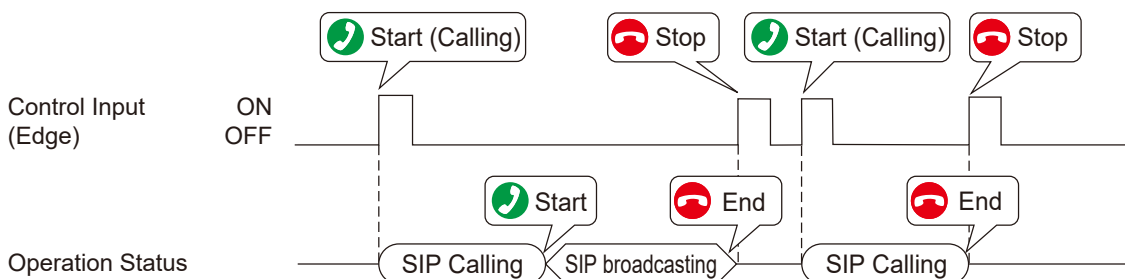 Start (Calling)
Stop
Start (Calling)
Stop
Control Input ON
(Edge) OFF
Start
End
End
Operation Status
SIP Calling
SIP broadcasting
SIP Calling